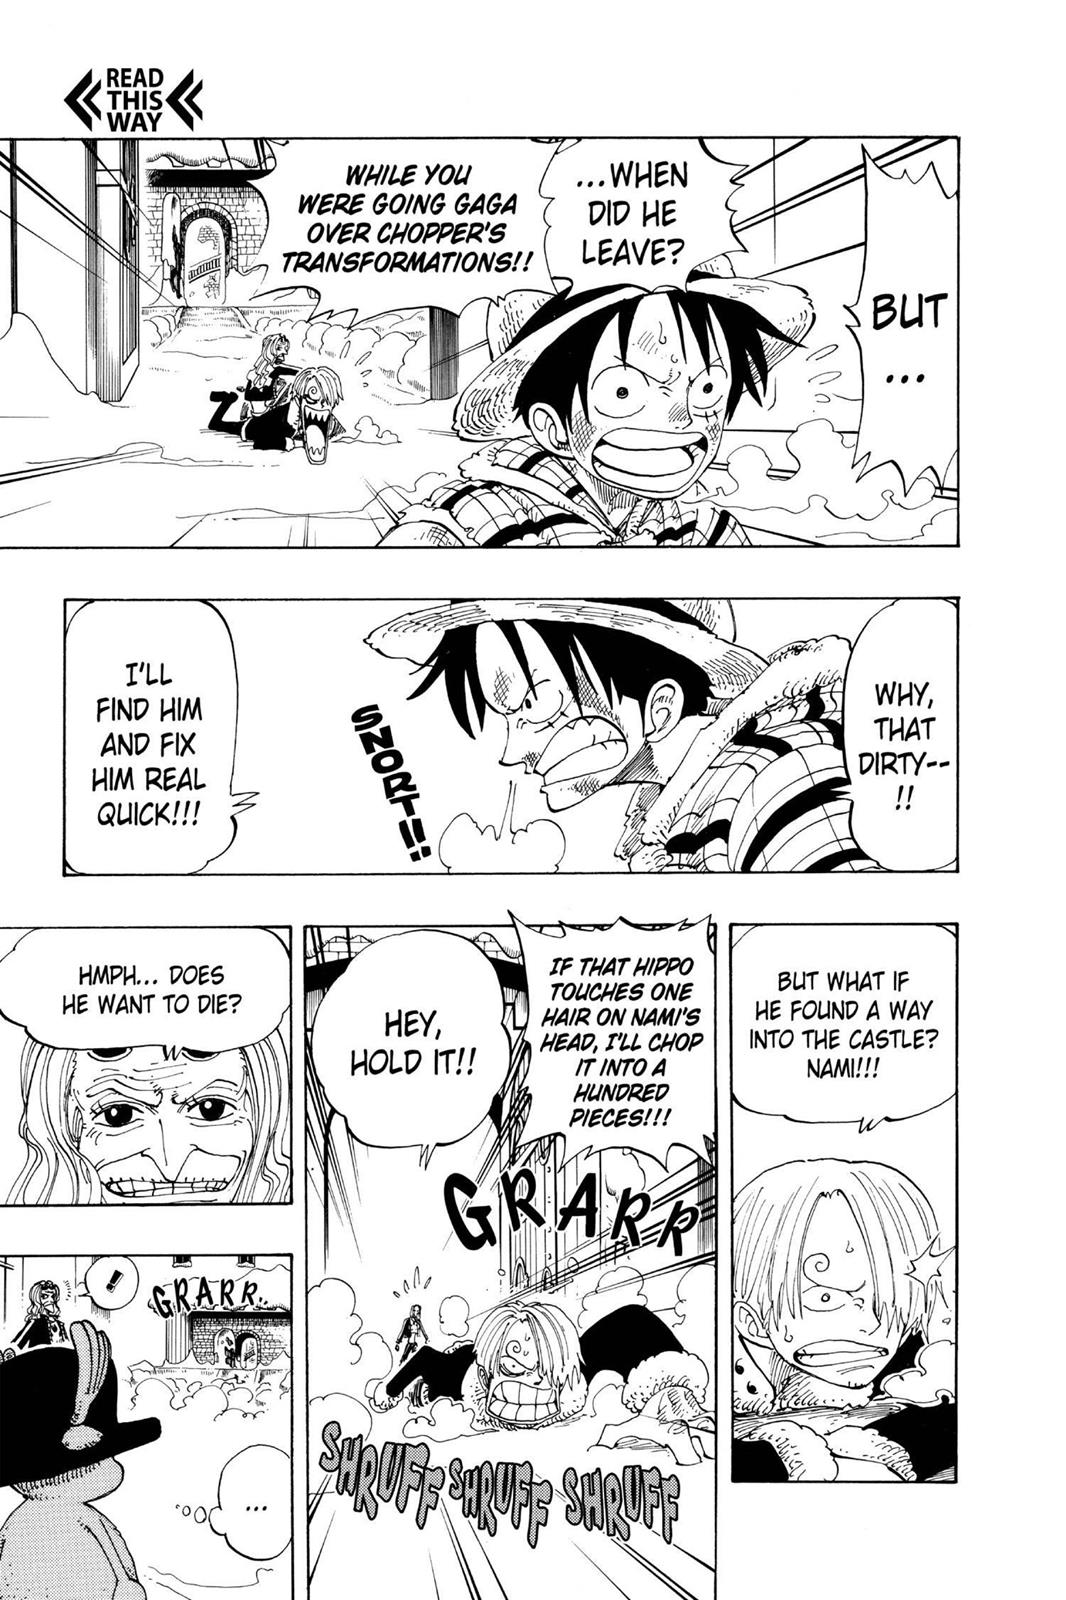 READ
THIS
WAY
BUT
...
...WHEN
DID HE
LEAVE?
WHILE YOU
WERE GOING GAGA
OVER CHOPPER'S
TRANSFORMATIONS!!
WHY,
THAT
DIRTY--
!!
SNORT!!
I'LL
FIND HIM
AND FIX
HIM REAL
QUICK!!!
BUT WHAT IF
HE FOUND A WAY
INTO THE CASTLE?
NAMI!!!
IF THAT HIPPO
TOUCHES ONE
HAIR ON NAMI'S
HEAD, I'LL CHOP
IT INTO A
HUNDRED
PIECES!!!
HEY,
HOLD IT!!
GRARR
SHRUFF SHRUFF SHRUFF
HMPH... DOES
HE WANT TO DIE?
!
GRARR..
...